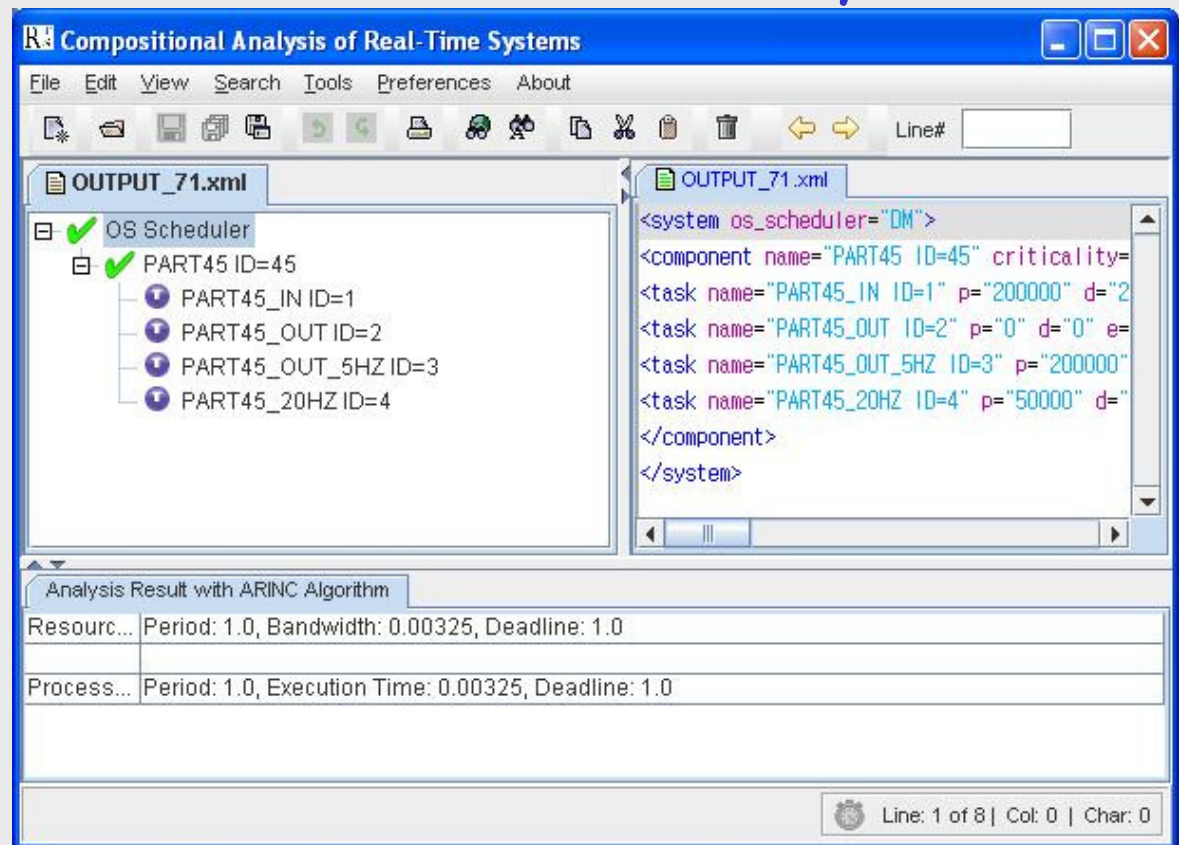 Compositional Analysis of Real-Time Systems
File Edit View Search Tools Preferences About
Line#
OUTPUT_71.xml
OS Scheduler
PART45 ID=45
PART45_IN ID=1
PART45_OUT ID=2
PART45_OUT_5HZ ID=3
PART45_20HZ ID=4
OUTPUT_71.xml
<system os_scheduler="DM">
<component name="PART45 ID=45" criticality=
<task name="PART45_IN ID=1" p="200000" d="2
<task name="PART45_OUT ID=2" p="0" d="0" e=
<task name="PART45_OUT_5HZ ID=3" p="200000"
<task name="PART45_20HZ ID=4" p="50000" d="
</component>
</system>
Analysis Result with ARINC Algorithm
Resourc... Period: 1.0, Bandwidth: 0.00325, Deadline: 1.0
Process... Period: 1.0, Execution Time: 0.00325, Deadline: 1.0
Line: 1 of 8 | Col: 0 | Char: 0